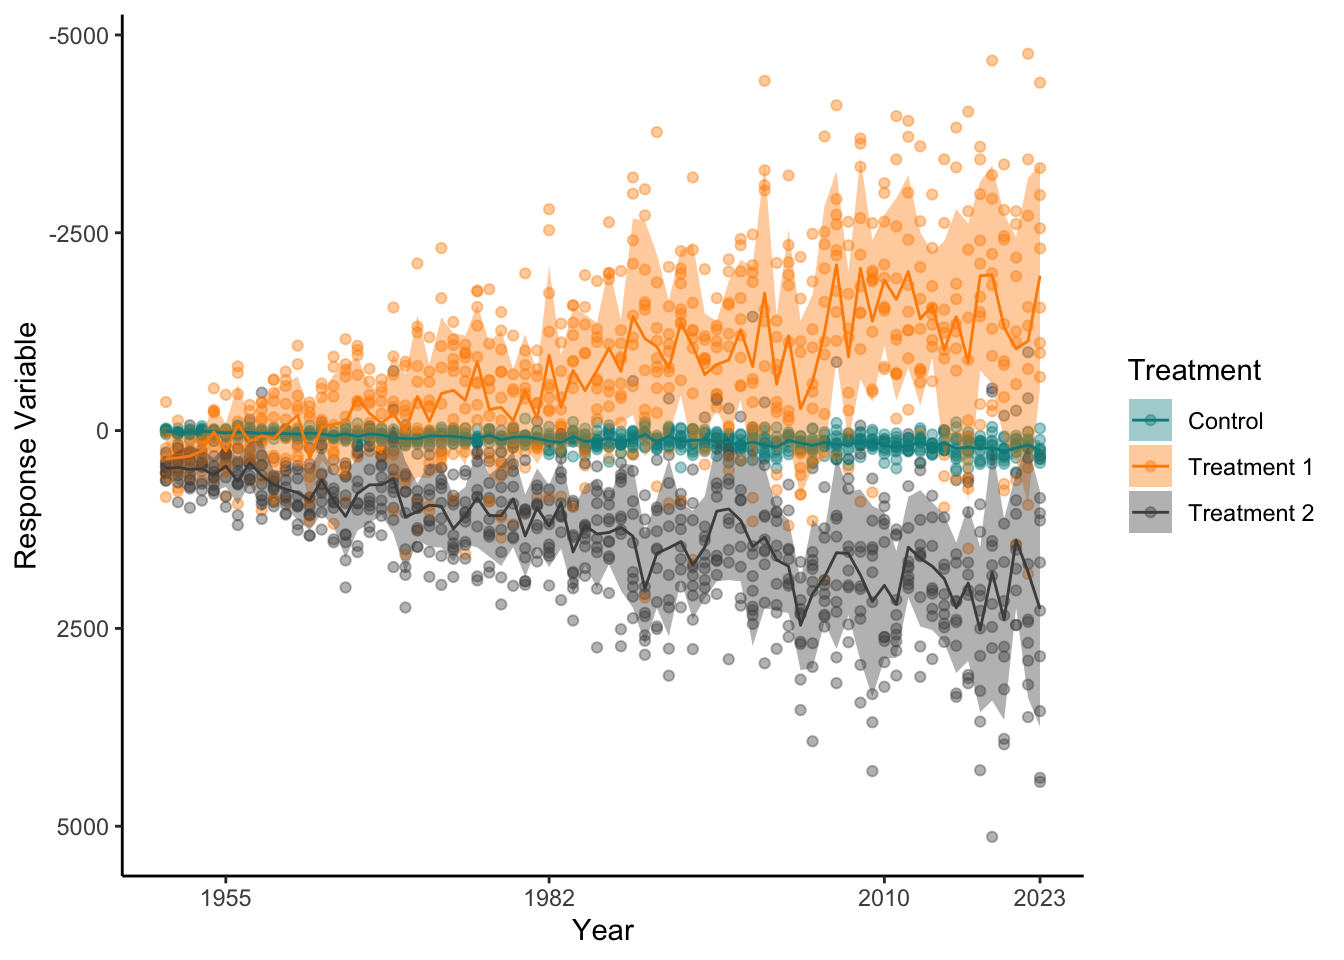 Response Variable
-5000
-2500
0
2500
5000
1955
1982
2010
2023
Year
Treatment
Control
Treatment 1
Treatment 2